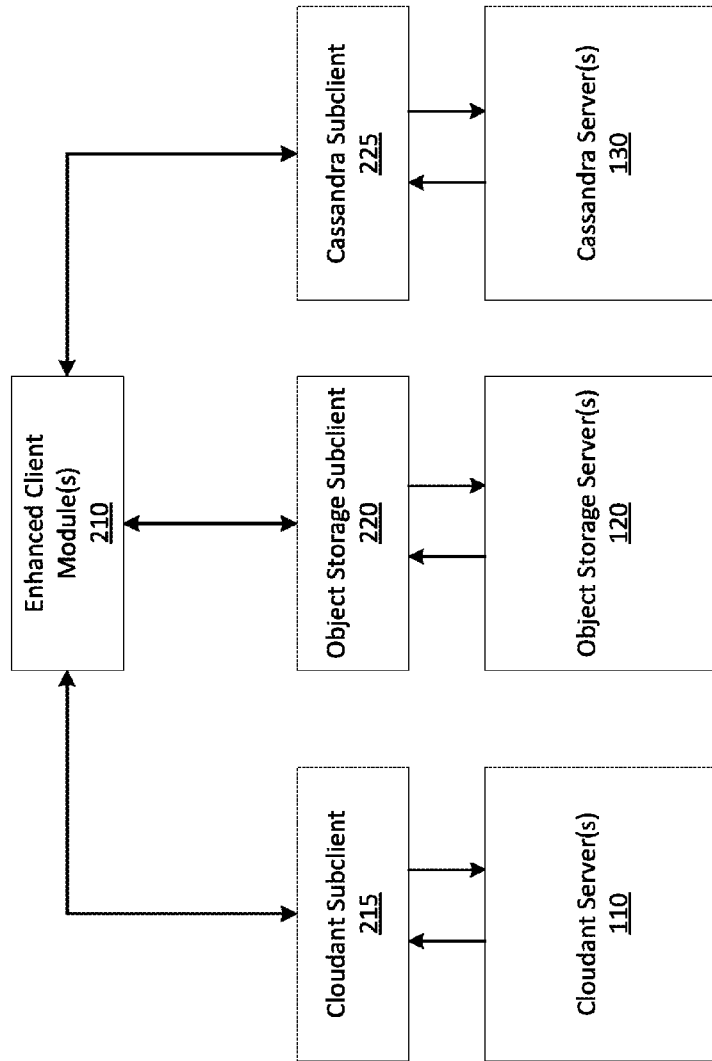 Enhanced Client
Module(s)
210
Cloudant Subclient
215
Object Storage Subclient
220
Cassandra Subclient
225
Cloudant Server(s)
110
Object Storage Server(s)
120
Cassandra Server(s)
130